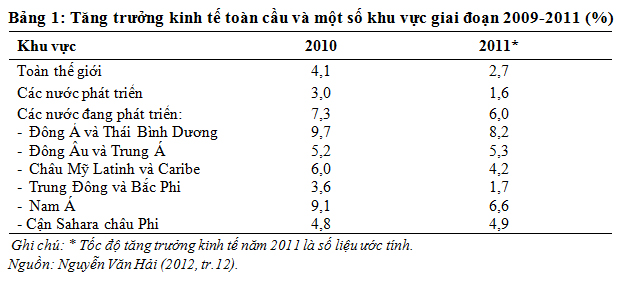 Bảng 1: Tăng trưởng kinh tế toàn cầu và một số khu vực giai đoạn 2009-2011 (%)
Khu vực 2010 2011*
Toàn thế giới 4,1 2,7
Các nước phát triển 3,0 1,6
Các nước đang phát triển: 7,3 6,0
- Đông Á và Thái Bình Dương 9,7 8,2
- Đông Âu và Trung Á 5,2 5,3
- Châu Mỹ Latinh và Caribe 6,0 4,2
- Trung Đông và Bắc Phi 3,6 1,7
- Nam Á 9,1 6,6
- Cận Sahara châu Phi 4,8 4,9
Ghi chú: * Tốc độ tăng trưởng kinh tế năm 2011 là số liệu ước tính.
Nguồn: Nguyễn Văn Hải (2012, tr.12).